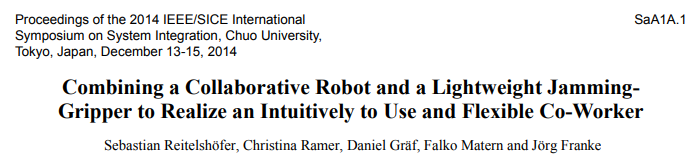 Proceedings of the 2014 IEEE/SICE International
Symposium on System Integration, Chuo University,
Tokyo, Japan, December 13-15, 2014
SaA1A.1
Combining a Collaborative Robot and a Lightweight Jamming-
Gripper to Realize an Intuitively to Use and Flexible Co-Worker
Sebastian Reitelshöfer, Christina Ramer, Daniel Gräf, Falko Matern and Jörg Franke